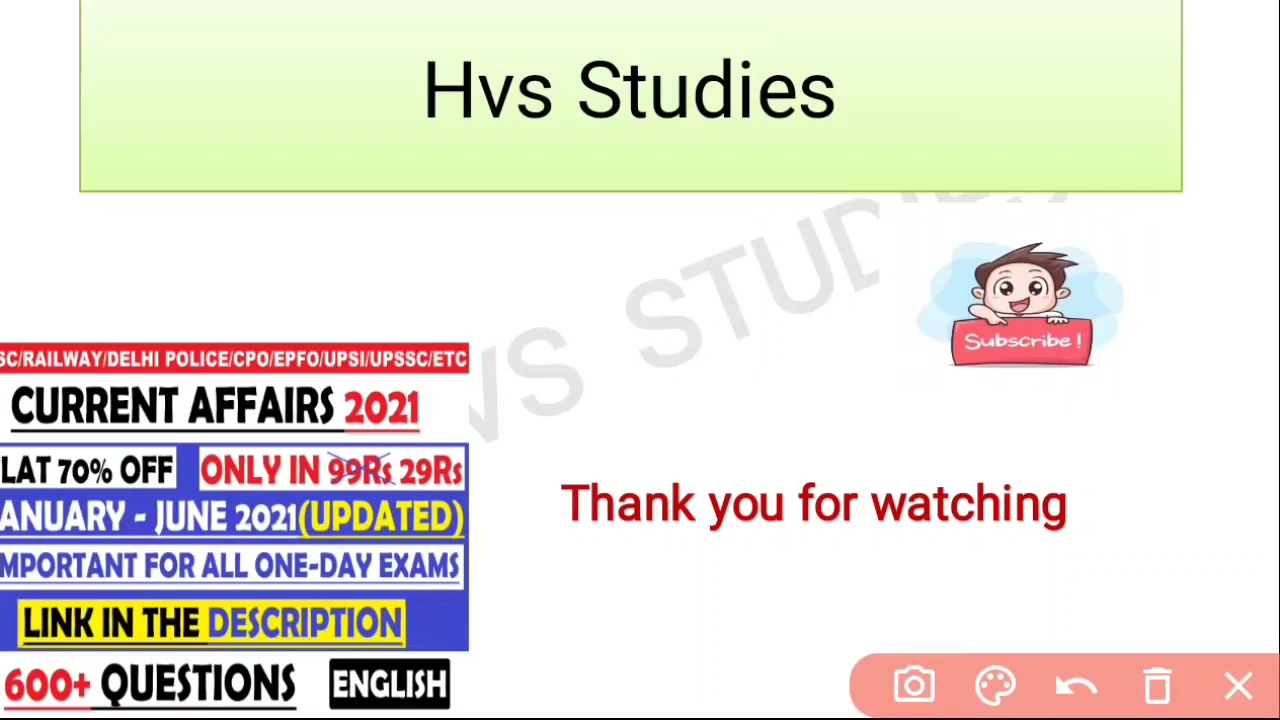 Hvs Studies
VS STUDIES
Subscribe !
SC/RAILWAY/DELHI POLICE/CPO/EPFO/UPSI/UPSSC/ETC
CURRENT AFFAIRS 2021
LAT 70% OFF ONLY IN 99Rs 29Rs
ANUARY - JUNE 2021(UPDATED)
MPORTANT FOR ALL ONE-DAY EXAMS
LINK IN THE DESCRIPTION
600+ QUESTIONS ENGLISH
Thank you for watching